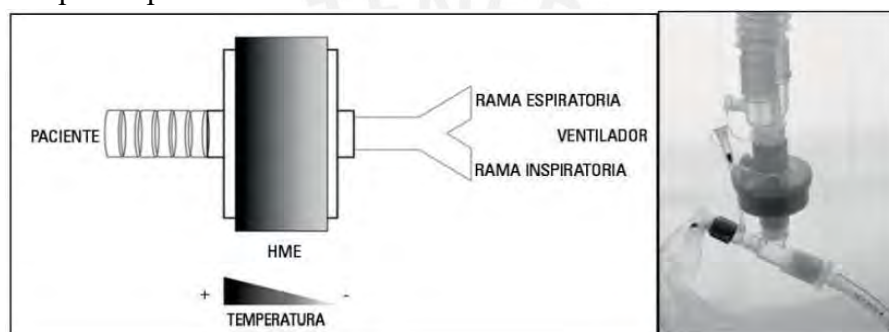 RAMA ESPIRATORIA
PACIENTE
VENTILADOR
RAMA INSPIRATORIA
HME
+ -
TEMPERATURA